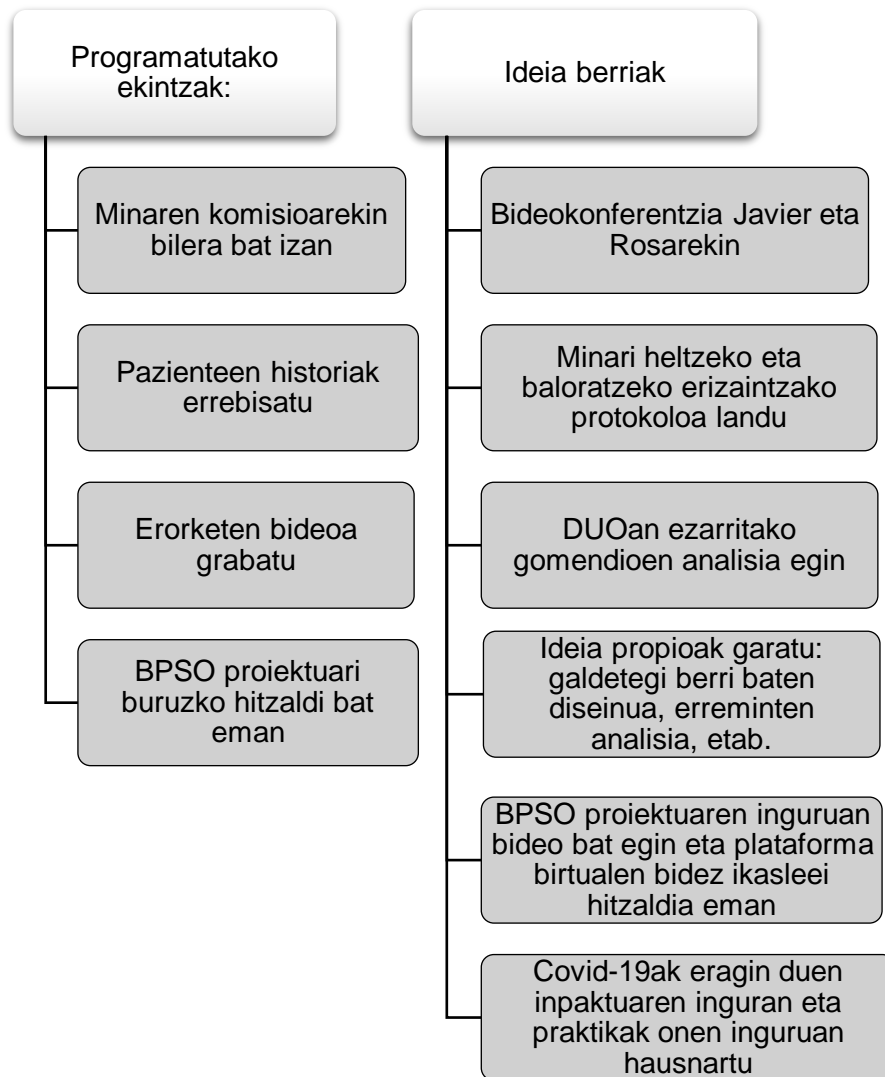 Programatutako
ekintzak:
Minaren komisioarekin
bilera bat izan
Pazienteen historiak
errebisatu
Erorketen bideoa
grabatu
BPSO proiektuari
buruzko hitzaldi bat
eman
Ideia berriak
Bideokonferentzia Javier eta
Rosarekin
Minari heltzeko eta
baloratzeko erizaintzako
protokoloa landu
DUOan ezarritako
gomendioen analisia egin
Ideia propioak garatu:
galdetegi berri baten
diseinua, erreminten
analisia, etab.
BPSO proiektuaren inguruan
bideo bat egin eta plataforma
birtualen bidez ikasleei
hitzaldia eman
Covid-19ak eragin duen
inpaktuaren inguran eta
praktikak onen inguruan
hausnartu